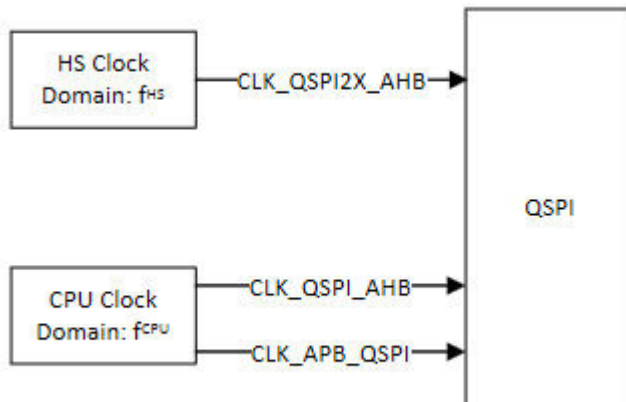 HS Clock
Domain: fᴴˢ
CLK_QSPI2X_AHB
QSPI
CPU Clock
Domain: fᶜᴾᵁ
CLK_QSPI_AHB
CLK_APB_QSPI